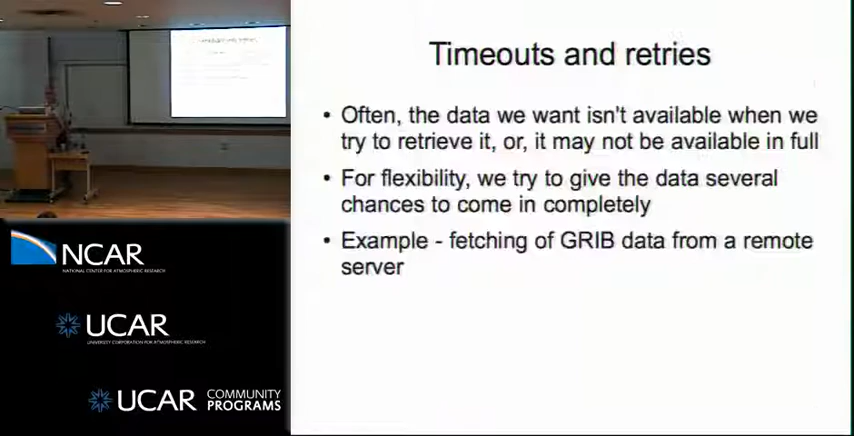 Timeouts and retries
• Often, the data we want isn't available when we
try to retrieve it, or, it may not be available in full
• For flexibility, we try to give the data several
chances to come in completely
• Example - fetching of GRIB data from a remote
server
NCAR
NATIONAL CENTER FOR ATMOSPHERIC RESEARCH
UCAR
UNIVERSITY CORPORATION FOR ATMOSPHERIC RESEARCH
UCAR COMMUNITY
PROGRAMS